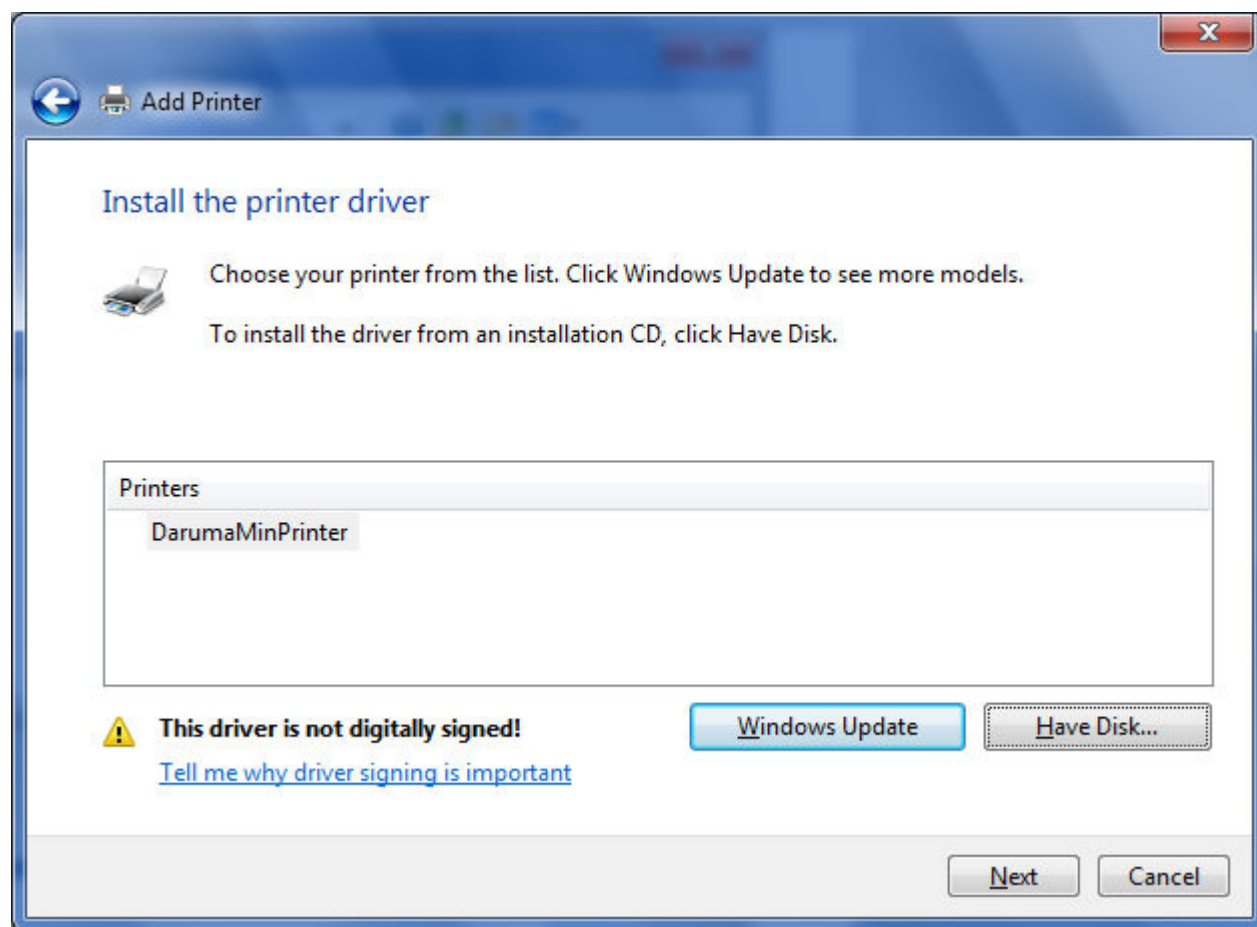 Add Printer
Install the printer driver
Choose your printer from the list. Click Windows Update to see more models.
To install the driver from an installation CD, click Have Disk.
Printers
DarumaMinPrinter
This driver is not digitally signed!
Windows Update
Have Disk...
Tell me why driver signing is important
Next
Cancel